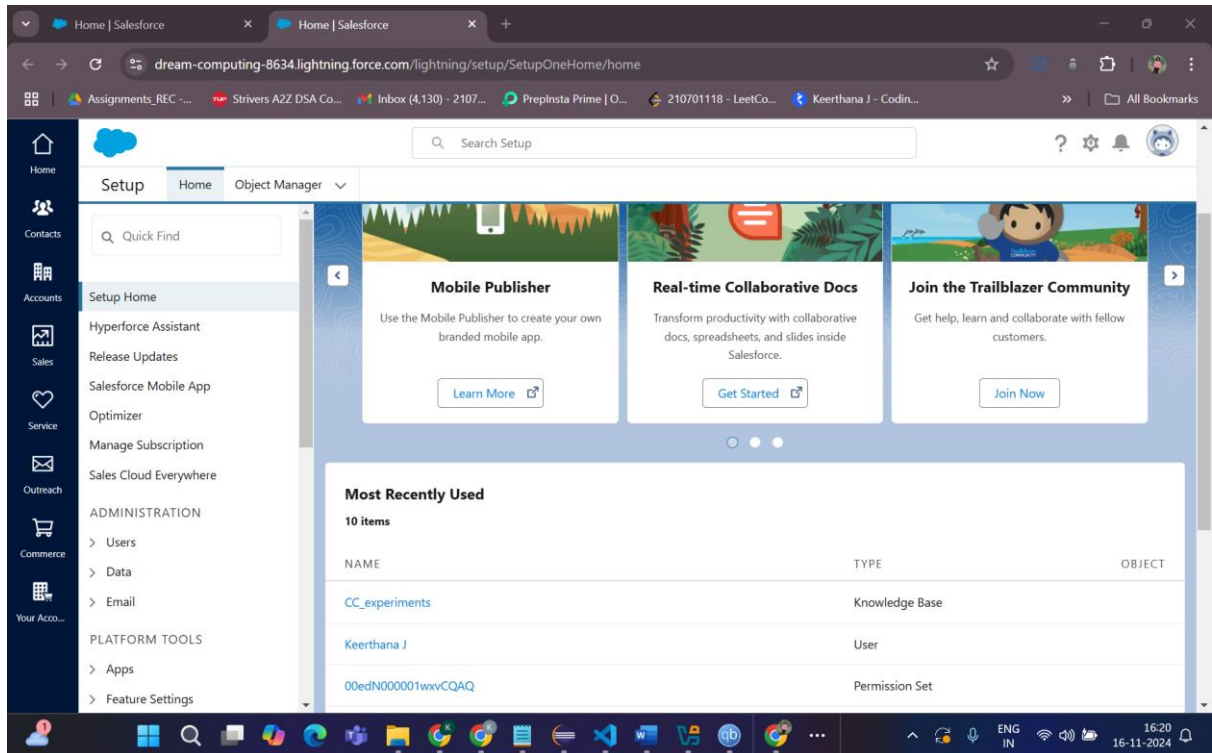 Home | Salesforce
Home | Salesforce
dream-computing-8634.lightning.force.com/lightning/setup/SetupOneHome/home
Assignments_REC -...
Strivers A2Z DSA Co...
Inbox (4,130) - 2107...
PrepInsta Prime | O...
210701118 - LeetCo...
Keerthana J - Codin...
»
All Bookmarks
Home
Contacts
Accounts
Sales
Service
Outreach
Commerce
Your Acco...
Search Setup
Setup
Home
Object Manager
Quick Find
Setup Home
Hyperforce Assistant
Release Updates
Salesforce Mobile App
Optimizer
Manage Subscription
Sales Cloud Everywhere
ADMINISTRATION
Users
Data
Email
PLATFORM TOOLS
Apps
Feature Settings
Mobile Publisher
Use the Mobile Publisher to create your own
branded mobile app.
Learn More
Real-time Collaborative Docs
Transform productivity with collaborative
docs, spreadsheets, and slides inside
Salesforce.
Get Started
Join the Trailblazer Community
Get help, learn and collaborate with fellow
customers.
Join Now
Most Recently Used
10 items
NAME TYPE OBJECT
CC_experiments Knowledge Base
Keerthana J User
00edN000001wxvCQAQ Permission Set
1
qb
ENG
IN
16:20
16-11-2024